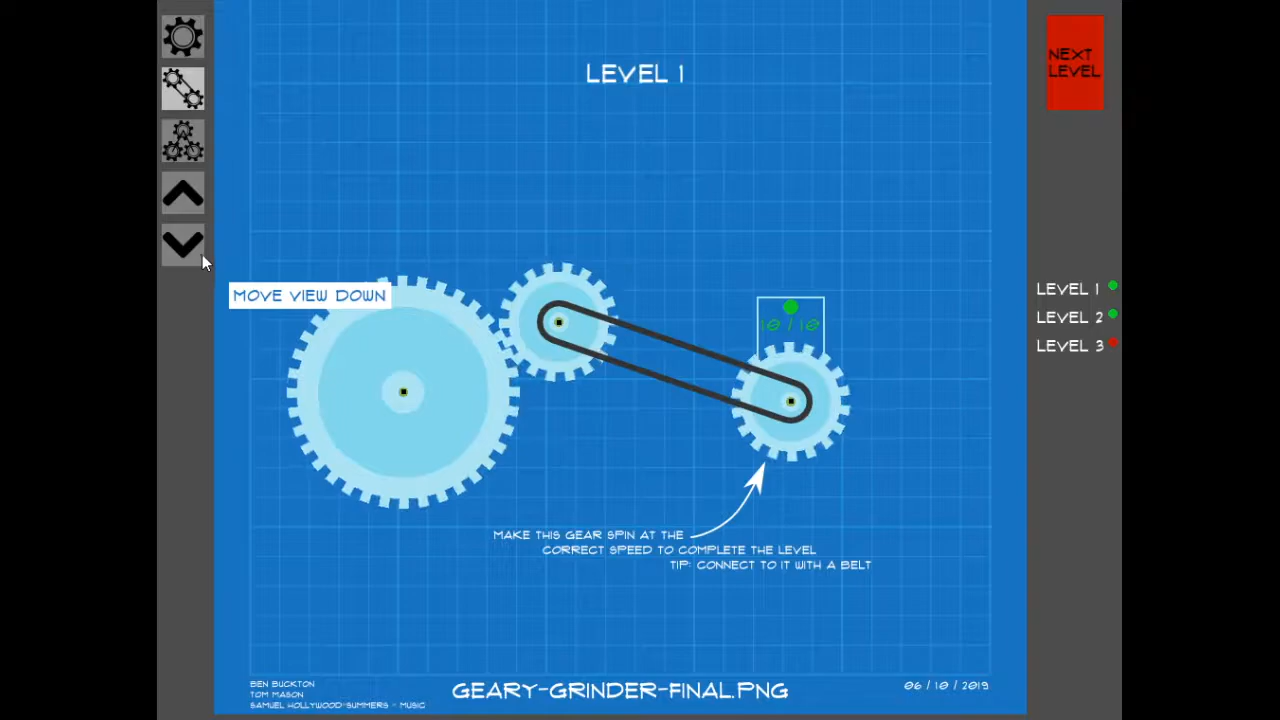 NEXT
LEVEL
LEVEL 1
LEVEL 1
LEVEL 2
LEVEL 3
MOVE VIEW DOWN
10 / 10
MAKE THIS GEAR SPIN AT THE
CORRECT SPEED TO COMPLETE THE LEVEL
TIP: CONNECT TO IT WITH A BELT
BEN BUCKTON
TOM MASON
SAMUEL HOLLYWOOD-SUMMERS - MUSIC
GEARY-GRINDER-FINAL.PNG
06 / 10 / 2019